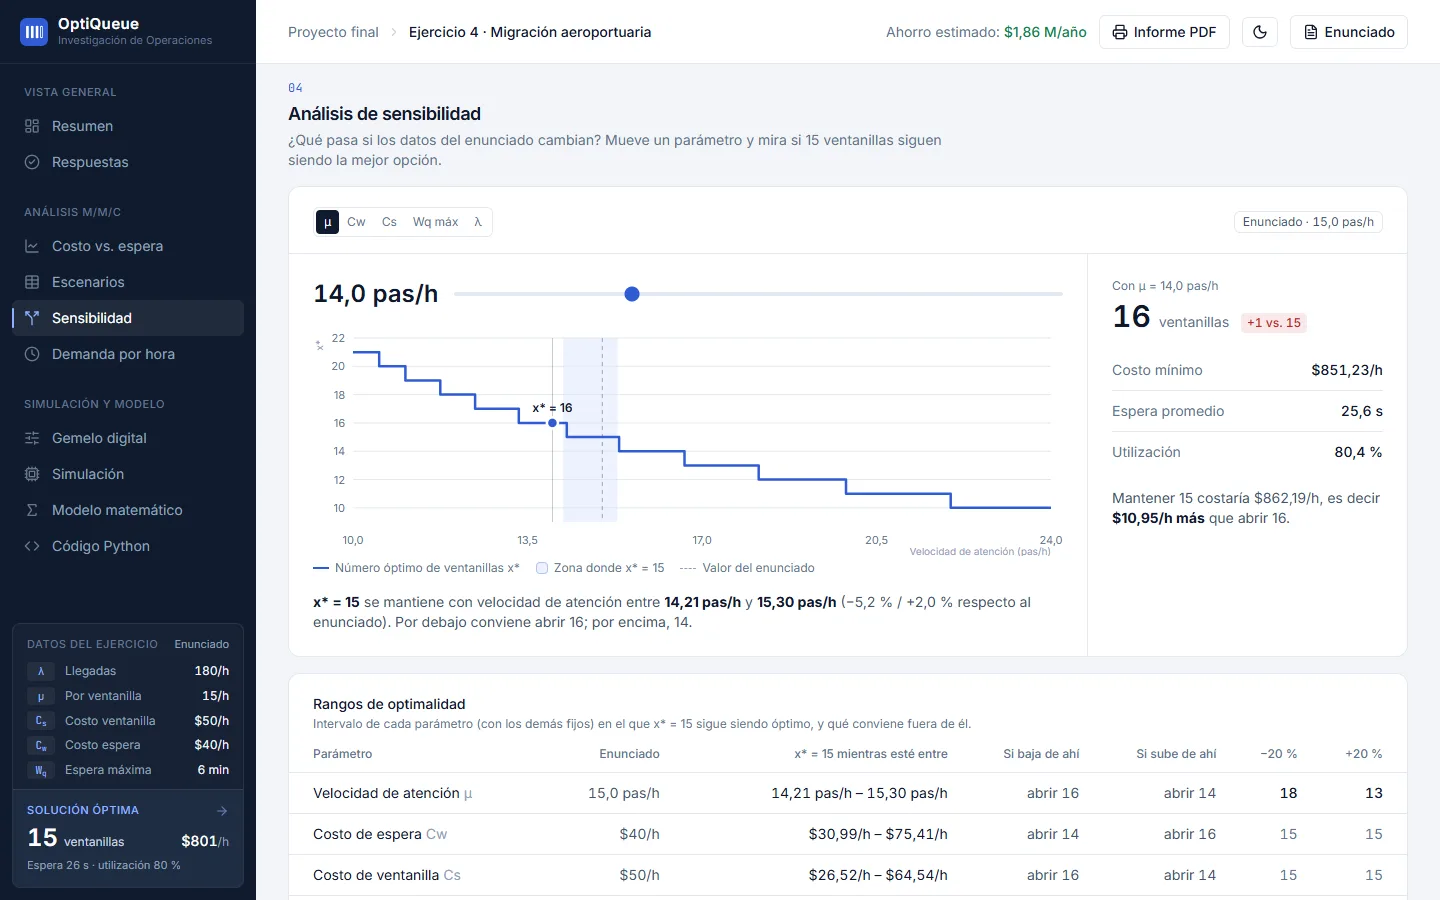 OptiQueue
Investigación de Operaciones
VISTA GENERAL
Resumen
Respuestas
ANÁLISIS M/M/C
Costo vs. espera
Escenarios
Sensibilidad
Demanda por hora
SIMULACIÓN Y MODELO
Gemelo digital
Simulación
Modelo matemático
Código Python
DATOS DEL EJERCICIO Enunciado
λ Llegadas 180/h
μ Por ventanilla 15/h
Cs Costo ventanilla $50/h
Cw Costo espera $40/h
Wq Espera máxima 6 min
SOLUCIÓN ÓPTIMA →
15 ventanillas $801/h
Espera 26 s · utilización 80 %
Proyecto final > Ejercicio 4 · Migración aeroportuaria
Ahorro estimado: $1,86 M/año
Informe PDF
Enunciado
04
Análisis de sensibilidad
¿Qué pasa si los datos del enunciado cambian? Mueve un parámetro y mira si 15 ventanillas siguen
siendo la mejor opción.
μ Cw Cs Wq máx λ
Enunciado · 15,0 pas/h
14,0 pas/h
x*
22
20
18
16
14
12
10
x* = 16
10,0 13,5 17,0 20,5 24,0
Velocidad de atención (pas/h)
Número óptimo de ventanillas x* Zona donde x* = 15 Valor del enunciado
x* = 15 se mantiene con velocidad de atención entre 14,21 pas/h y 15,30 pas/h (−5,2 % / +2,0 % respecto al
enunciado). Por debajo conviene abrir 16; por encima, 14.
Con μ = 14,0 pas/h
16 ventanillas +1 vs. 15
Costo mínimo $851,23/h
Espera promedio 25,6 s
Utilización 80,4 %
Mantener 15 costaría $862,19/h, es decir
$10,95/h más que abrir 16.
Rangos de optimalidad
Intervalo de cada parámetro (con los demás fijos) en el que x* = 15 sigue siendo óptimo, y qué conviene fuera de él.
Parámetro Enunciado x* = 15 mientras esté entre Si baja de ahí Si sube de ahí −20 % +20 %
Velocidad de atención μ 15,0 pas/h 14,21 pas/h – 15,30 pas/h abrir 16 abrir 14 18 13
Costo de espera Cw $40/h $30,99/h – $75,41/h abrir 14 abrir 16 15 15
Costo de ventanilla Cs $50/h $26,52/h – $64,54/h abrir 16 abrir 14 15 15